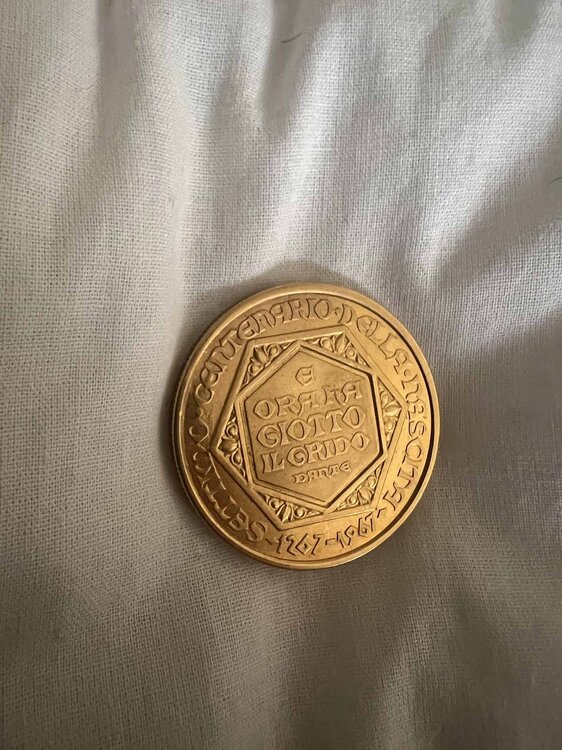 SETTIMO · CENTENARIO · DELLA · NASCITA · 1267-1967
E
ORA HA
GIOTTO
IL GRIDO
DANTE